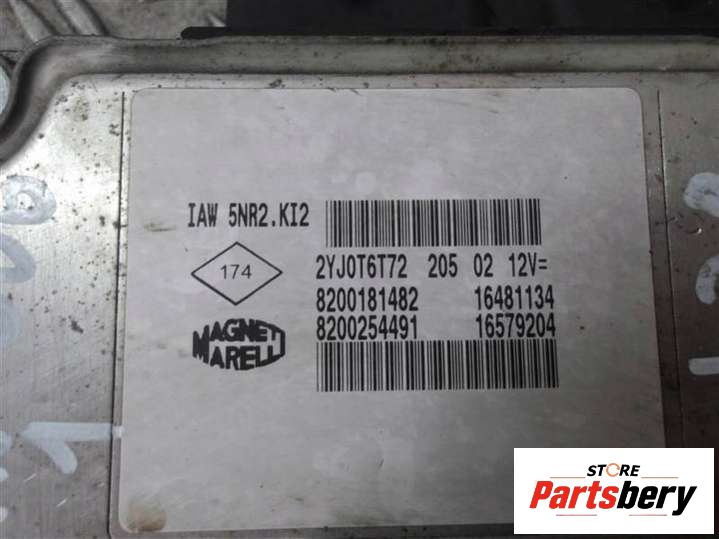 IAW 5NR2.KI2
174
2YJ0T6T72 205 02 12V=
8200181482 16481134
8200254491 16579204
MAGNETI
MARELLI
STORE
Partsbery